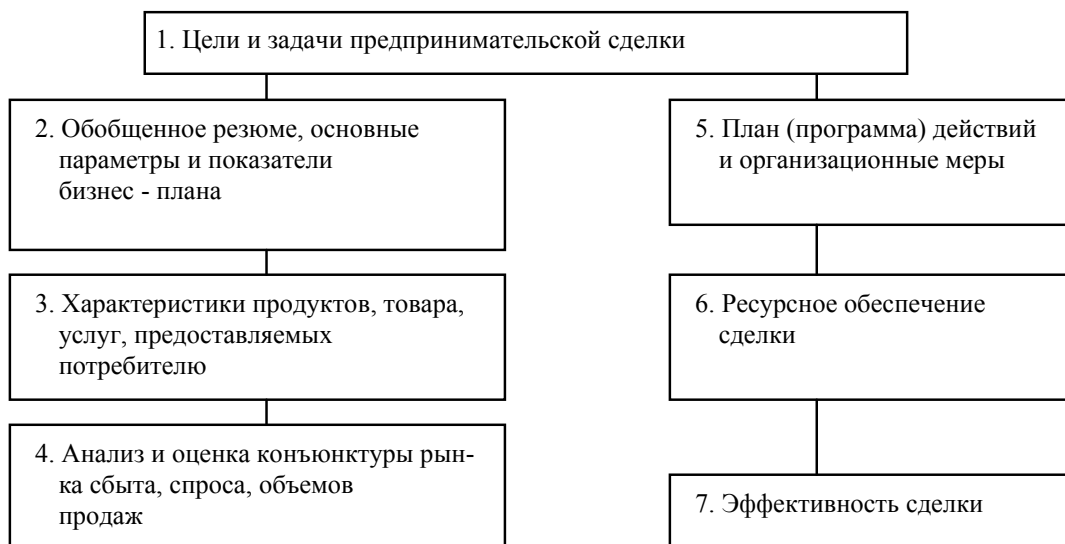 1. Цели и задачи предпринимательской сделки
2. Обобщенное резюме, основные
параметры и показатели
бизнес - плана
3. Характеристики продуктов, товара,
услуг, предоставляемых
потребителю
4. Анализ и оценка конъюнктуры рын-
ка сбыта, спроса, объемов
продаж
5. План (программа) действий
и организационные меры
6. Ресурсное обеспечение
сделки
7. Эффективность сделки